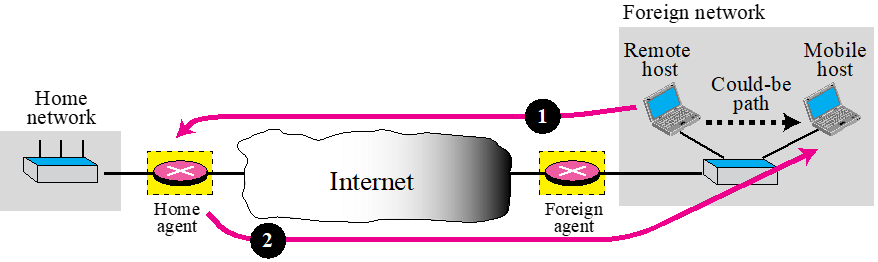 Foreign network
Remote
host
Mobile
host
Could-be
path
1
Home
network
Internet
Home
agent
Foreign
agent
2